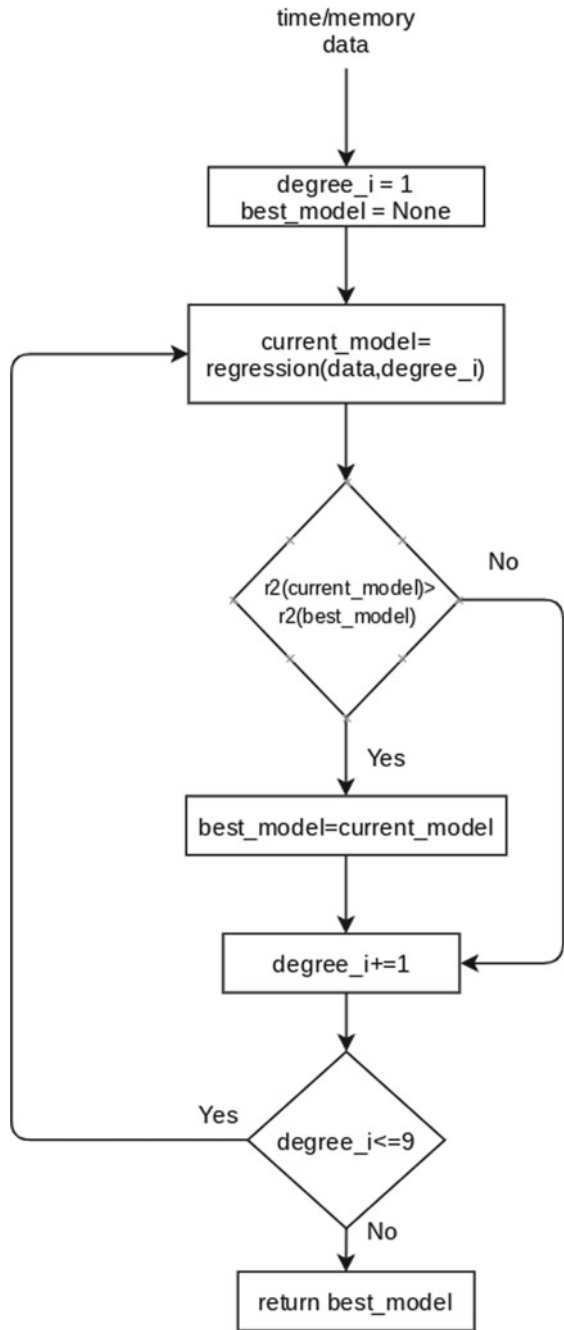 time/memory
data
degree_i = 1
best_model = None
current_model=
regression(data,degree_i)
r2(current_model)>
r2(best_model)
No
Yes
best_model=current_model
degree_i+=1
Yes
degree_i<=9
No
return best_model